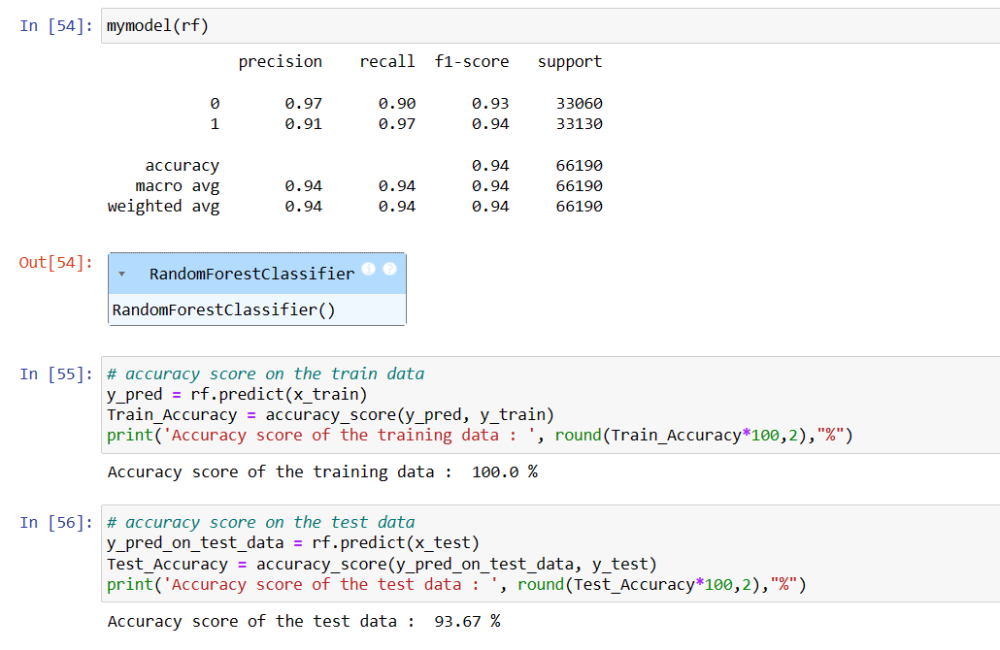 In [54]: mymodel(rf)
precision recall f1-score support
0 0.97 0.90 0.93 33060
1 0.91 0.97 0.94 33130
accuracy 0.94 66190
macro avg 0.94 0.94 0.94 66190
weighted avg 0.94 0.94 0.94 66190
Out[54]: RandomForestClassifier i ?
RandomForestClassifier()
In [55]: # accuracy score on the train data
y_pred = rf.predict(x_train)
Train_Accuracy = accuracy_score(y_pred, y_train)
print('Accuracy score of the training data : ', round(Train_Accuracy*100,2),"%")
Accuracy score of the training data :  100.0 %
In [56]: # accuracy score on the test data
y_pred_on_test_data = rf.predict(x_test)
Test_Accuracy = accuracy_score(y_pred_on_test_data, y_test)
print('Accuracy score of the test data : ', round(Test_Accuracy*100,2),"%")
Accuracy score of the test data :  93.67 %